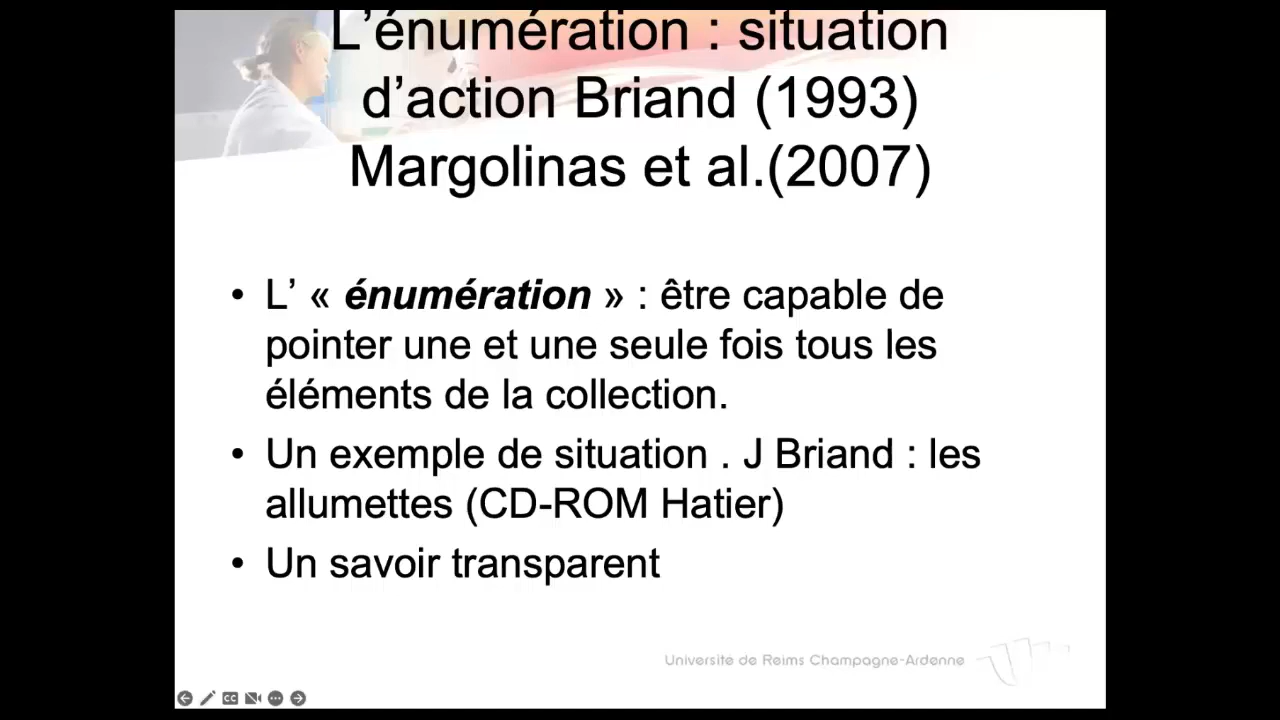 L’énumération : situation
d’action Briand (1993)
Margolinas et al.(2007)
• L’ « énumération » : être capable de
pointer une et une seule fois tous les
éléments de la collection.
• Un exemple de situation . J Briand : les
allumettes (CD-ROM Hatier)
• Un savoir transparent
Université de Reims Champagne-Ardenne
CC